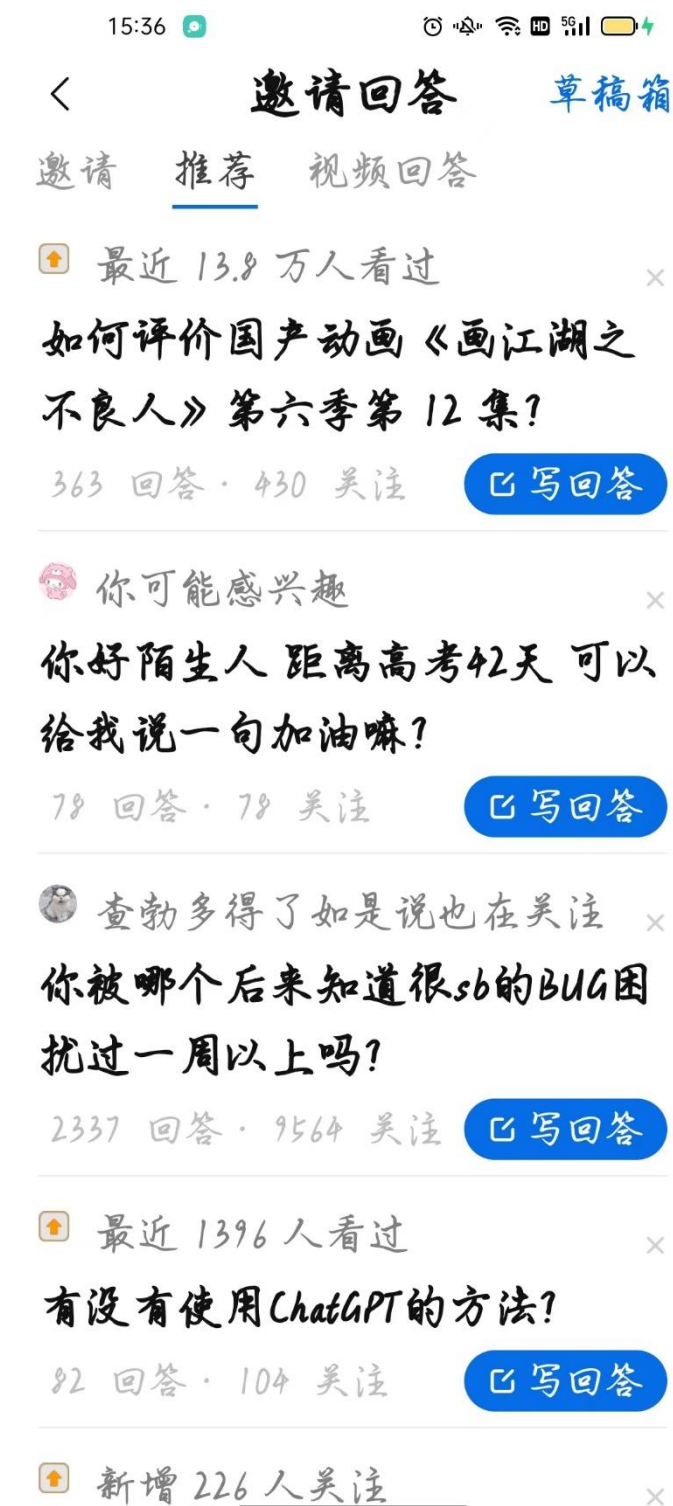 15:36 HD 5G
邀请回答 草稿箱
邀请 推荐 视频回答
最近 13.8 万人看过
如何评价国产动画《画江湖之
不良人》第六季第 12 集?
363 回答 · 430 关注 写回答
你可能感兴趣
你好陌生人 距离高考42天 可以
给我说一句加油嘛?
78 回答 · 78 关注 写回答
查勃多得了如是说也在关注
你被哪个后来知道很sb的BUG困
扰过一周以上吗?
2337 回答 · 9564 关注 写回答
最近 1396 人看过
有没有使用ChatGPT的方法?
82 回答 · 104 关注 写回答
新增 226 人关注